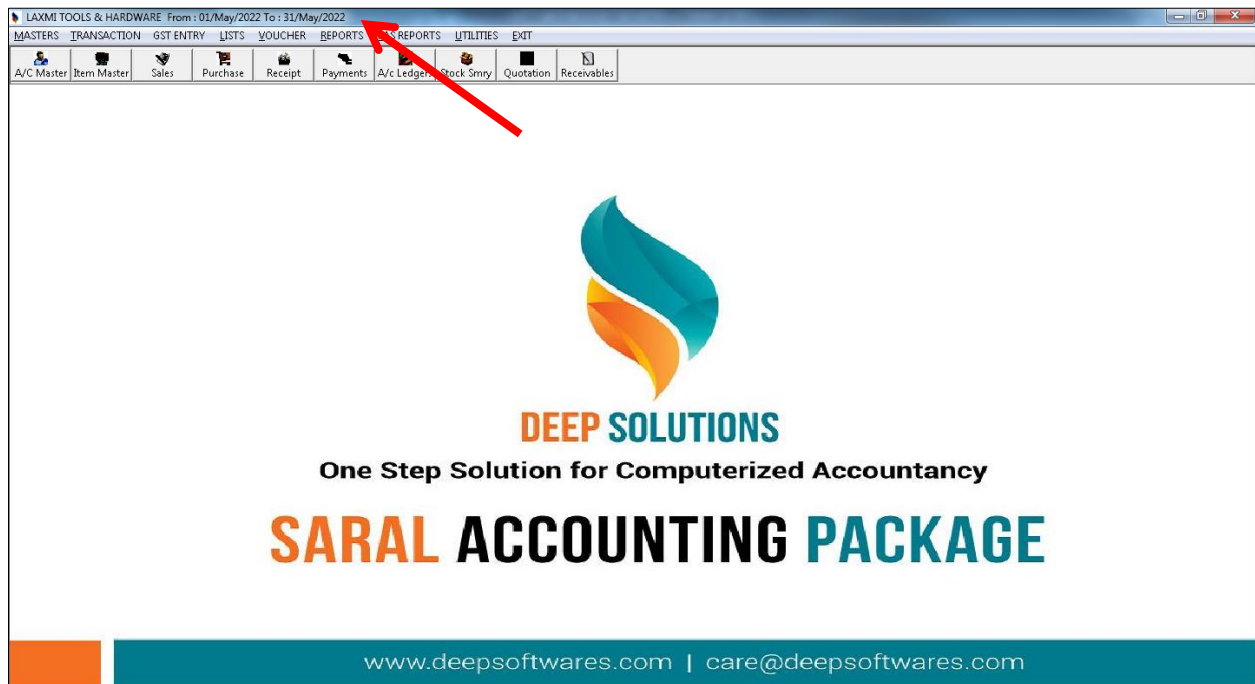 LAXMI TOOLS & HARDWARE From : 01/May/2022 To : 31/May/2022
MASTERS TRANSACTION GST ENTRY LISTS VOUCHER REPORTS REPORTS UTILITIES EXIT
A/C Master Item Master Sales Purchase Receipt Payments A/c Ledgers Stock Smry Quotation Receivables
DEEP SOLUTIONS
One Step Solution for Computerized Accountancy
SARAL ACCOUNTING PACKAGE
www.deepsoftwares.com | care@deepsoftwares.com